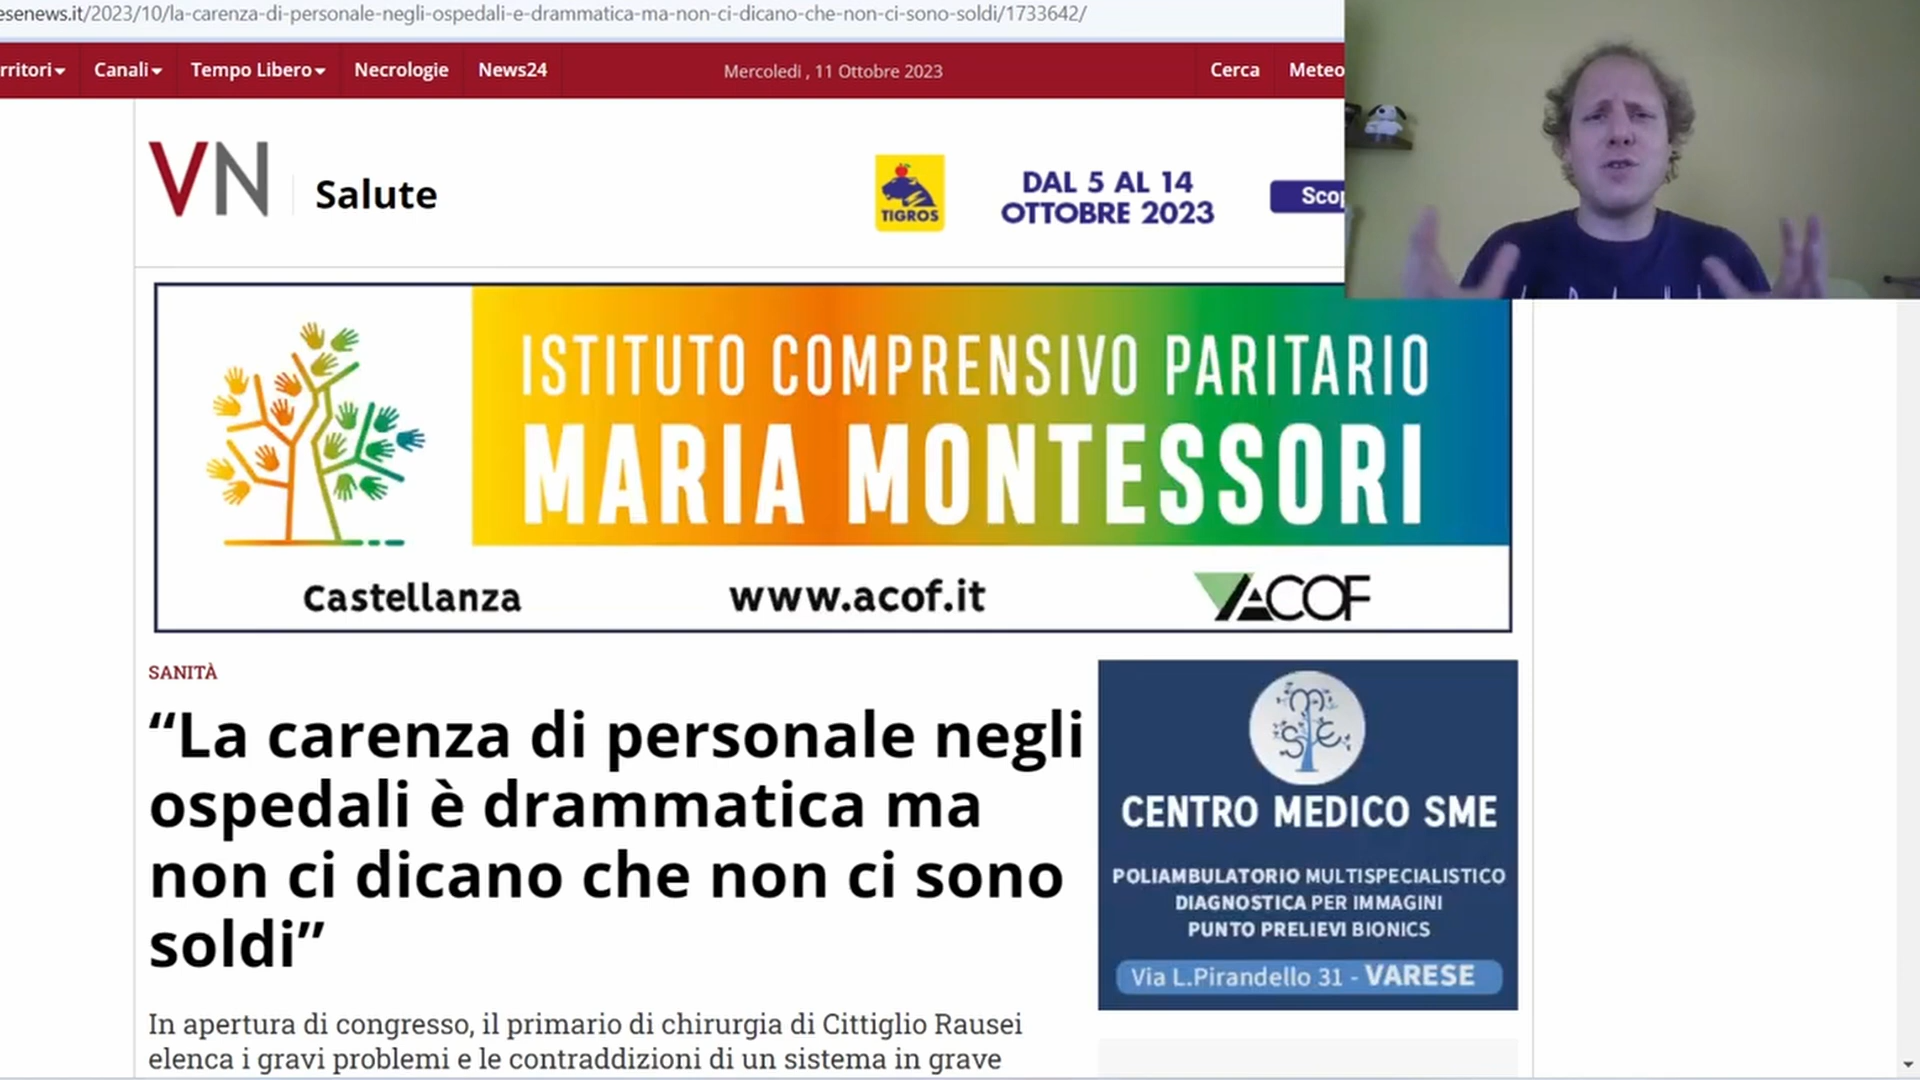 esenews.it/2023/10/la-carenza-di-personale-negli-ospedali-e-drammatica-ma-non-ci-dicano-che-non-ci-sono-soldi/1733642/
rritori Canali Tempo Libero Necrologie News24 Mercoledi , 11 Ottobre 2023 Cerca Meteo
VN Salute
TIGROS
DAL 5 AL 14
OTTOBRE 2023
Scop
ISTITUTO COMPRENSIVO PARITARIO
MARIA MONTESSORI
Castellanza www.acof.it ACOF
SANITÀ
“La carenza di personale negli
ospedali è drammatica ma
non ci dicano che non ci sono
soldi”
In apertura di congresso, il primario di chirurgia di Cittiglio Rausei
elenca i gravi problemi e le contraddizioni di un sistema in grave
SME
CENTRO MEDICO SME
POLIAMBULATORIO MULTISPECIALISTICO
DIAGNOSTICA PER IMMAGINI
PUNTO PRELIEVI BIONICS
Via L.Pirandello 31 - VARESE